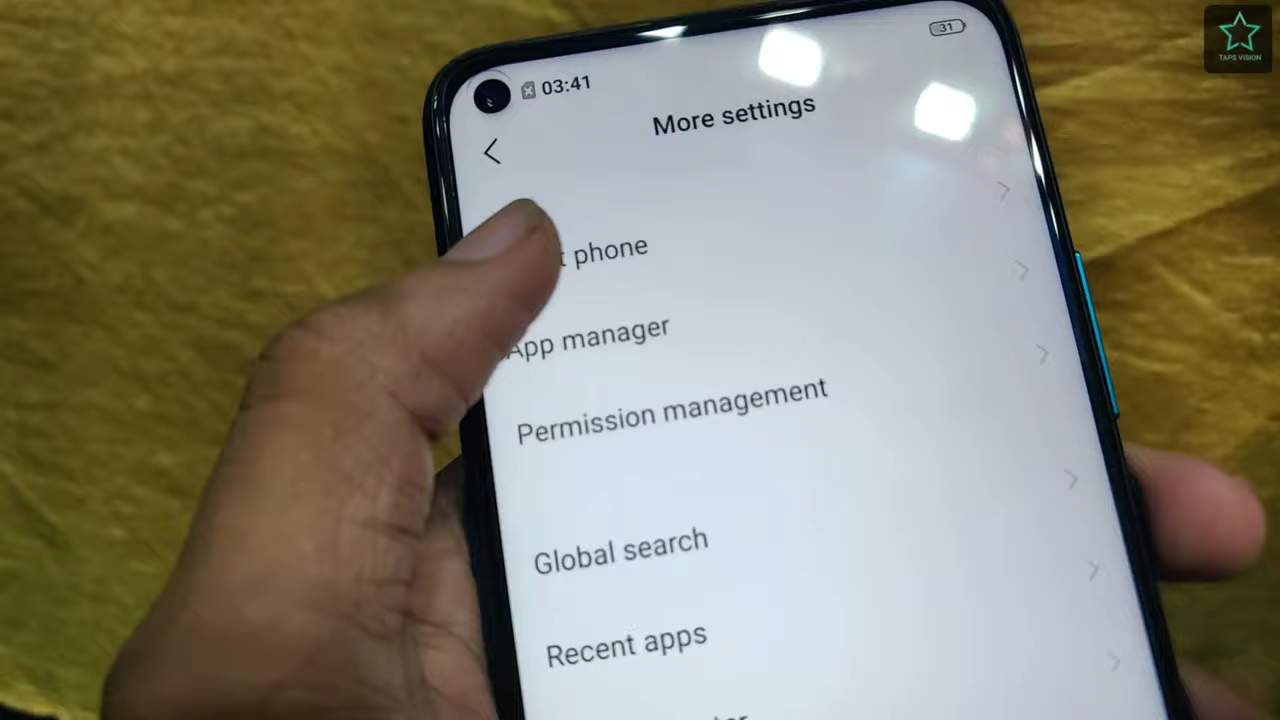 31
TAPS VISION
03:41
More settings
phone
App manager
Permission management
Global search
Recent apps